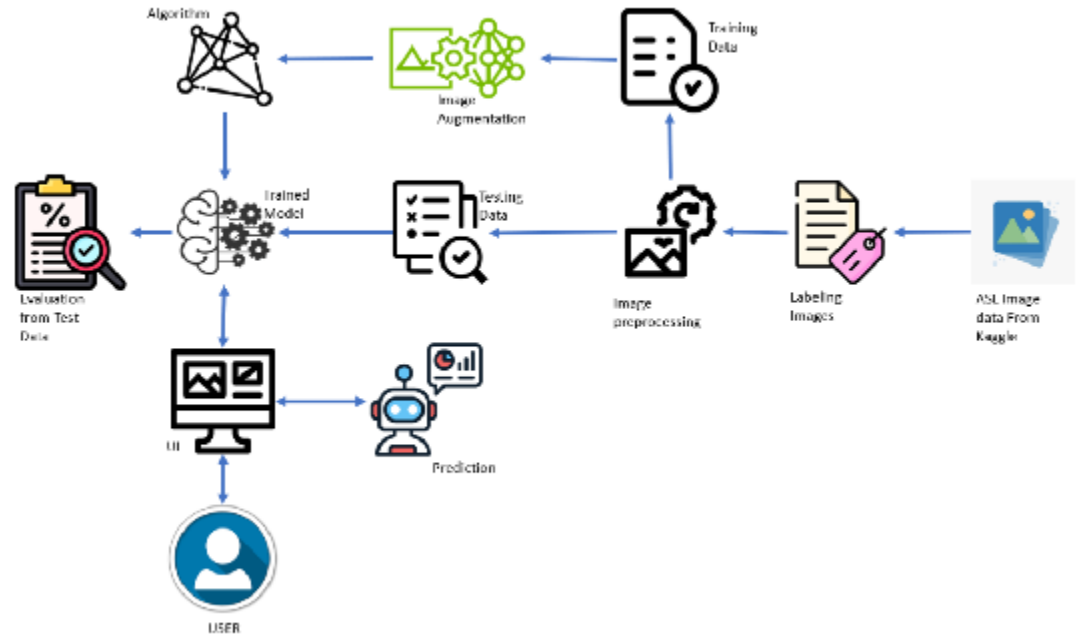 Algorithm
Training
Data
Image
Augmentation
Trained
Model
Testing
Data
Evaluation
from Test
Data
Image
preprocessing
Labeling
Images
ASL Image
data From
Kaggle
UI
Prediction
USER